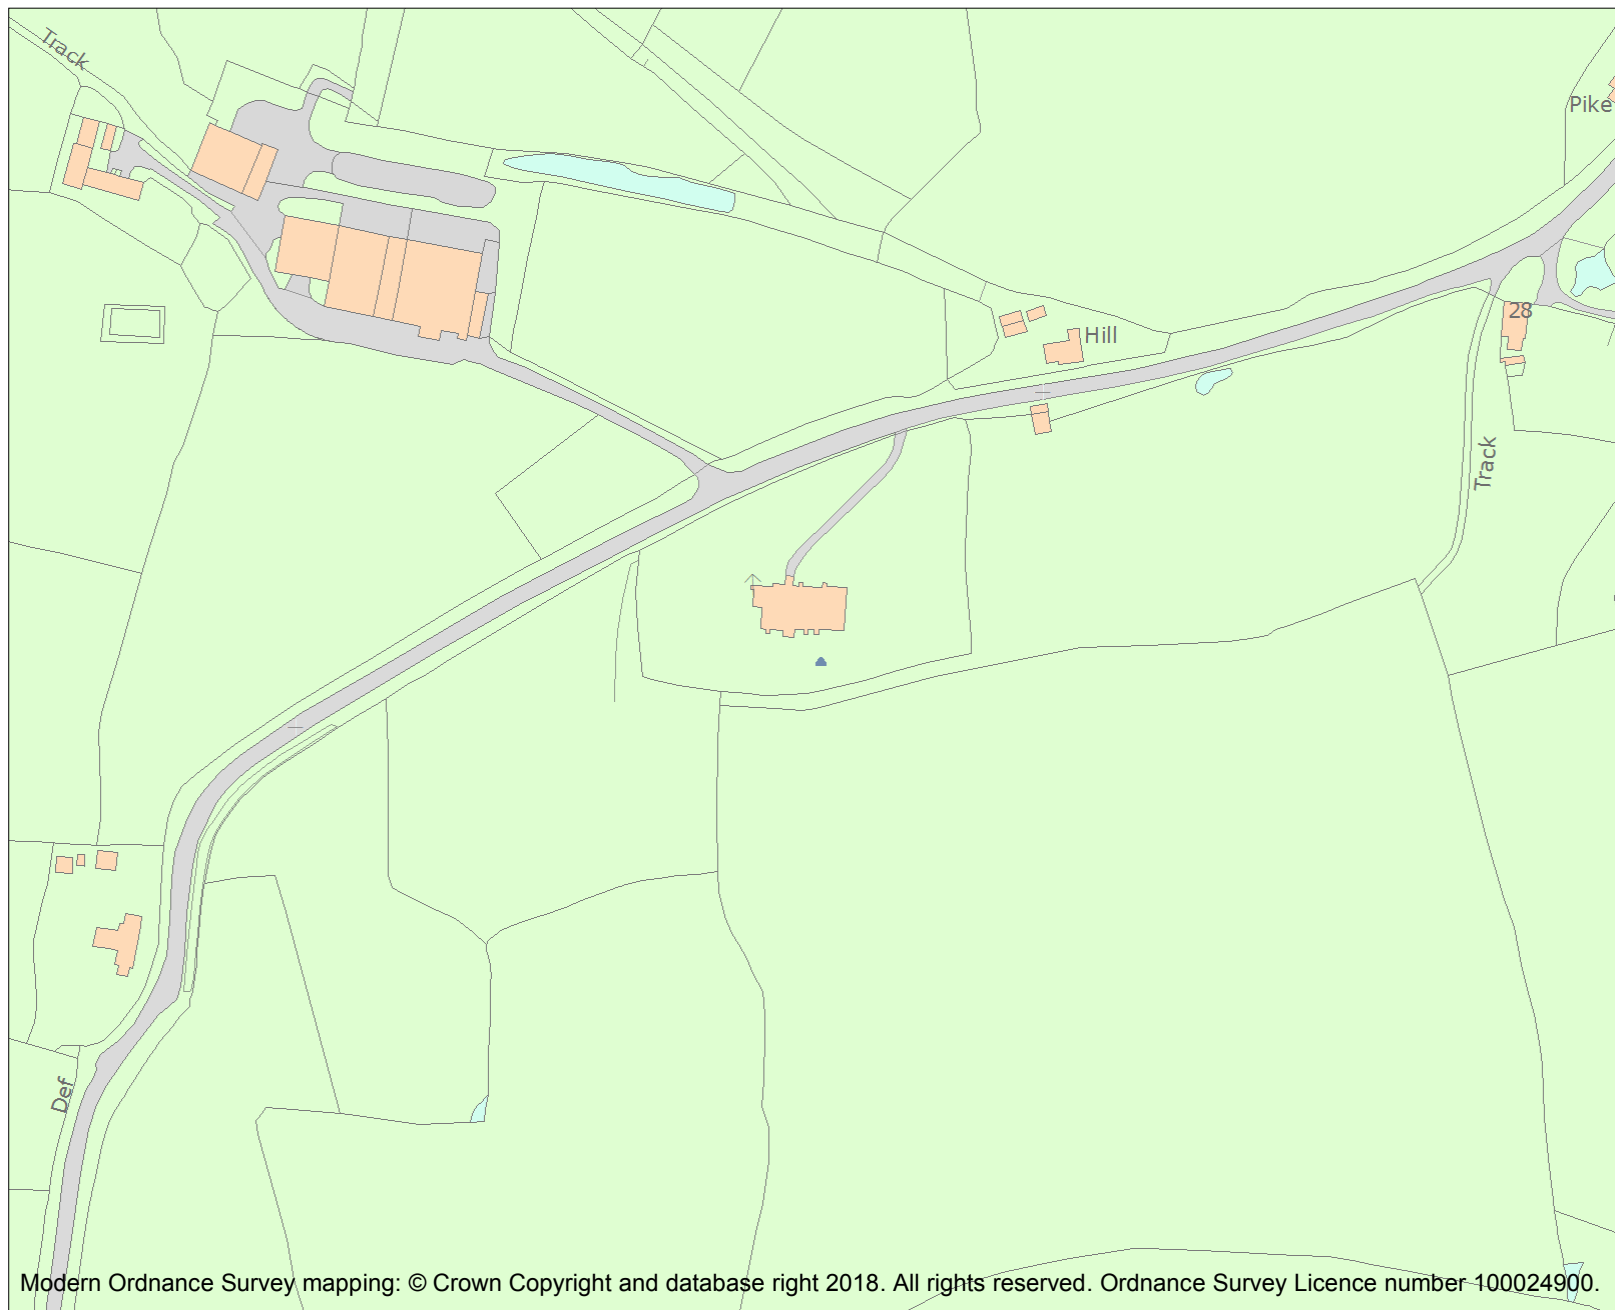 Track
Pike
28
Hill
Track
Def
Modern Ordnance Survey mapping: © Crown Copyright and database right 2018. All rights reserved. Ordnance Survey Licence number 100024900.